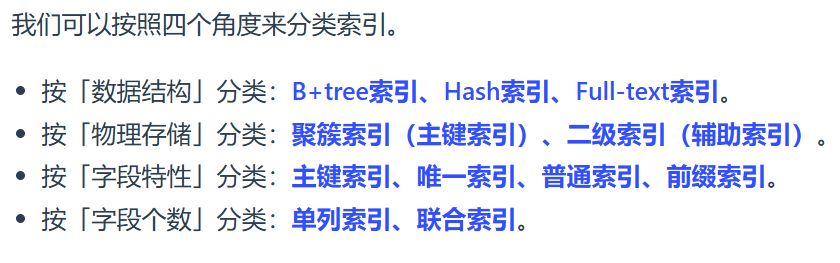 我们可以按照四个角度来分类索引。
按「数据结构」分类：B+tree索引、Hash索引、Full-text索引。
按「物理存储」分类：聚簇索引（主键索引）、二级索引（辅助索引）。
按「字段特性」分类：主键索引、唯一索引、普通索引、前缀索引。
按「字段个数」分类：单列索引、联合索引。